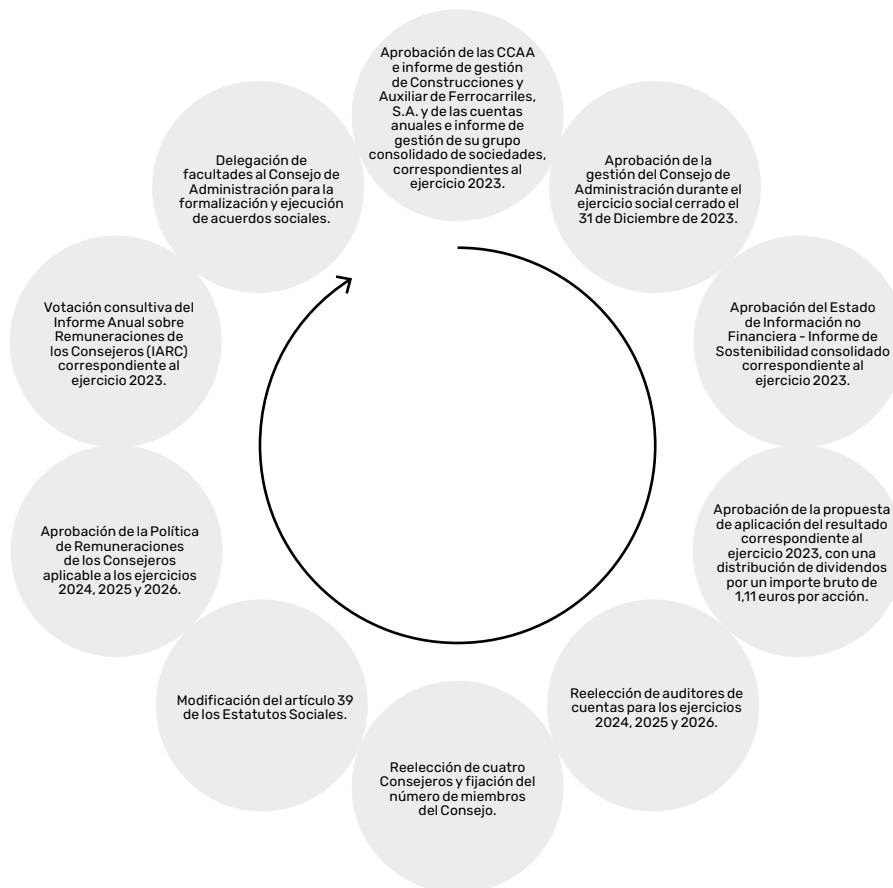 Aprobación de las CCAA
e informe de gestión
de Construcciones y
Auxiliar de Ferrocarriles,
S.A. y de las cuentas
anuales e informe de
gestión de su grupo
consolidado de sociedades,
correspondientes al
ejercicio 2023.
Aprobación de la
gestión del Consejo de
Administración durante el
ejercicio social cerrado el
31 de Diciembre de 2023.
Aprobación del Estado
de Información no
Financiera - Informe de
Sostenibilidad consolidado
correspondiente al
ejercicio 2023.
Aprobación de la propuesta
de aplicación del resultado
correspondiente al
ejercicio 2023, con una
distribución de dividendos
por un importe bruto de
1,11 euros por acción.
Reelección de auditores de
cuentas para los ejercicios
2024, 2025 y 2026.
Reelección de cuatro
Consejeros y fijación del
número de miembros
del Consejo.
Modificación del artículo 39
de los Estatutos Sociales.
Aprobación de la Política
de Remuneraciones
de los Consejeros
aplicable a los ejercicios
2024, 2025 y 2026.
Votación consultiva del
Informe Anual sobre
Remuneraciones de
los Consejeros (IARC)
correspondiente al
ejercicio 2023.
Delegación de
facultades al Consejo de
Administración para la
formalización y ejecución
de acuerdos sociales.